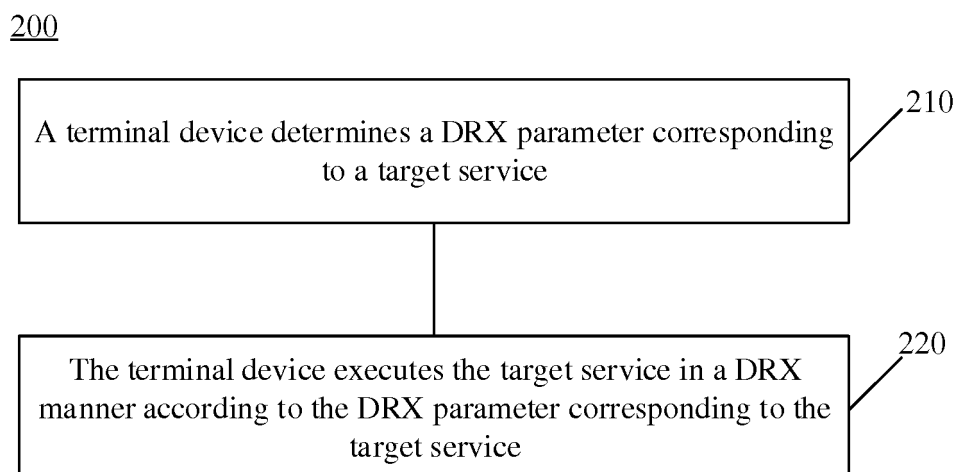 200
210
A terminal device determines a DRX parameter corresponding
to a target service
220
The terminal device executes the target service in a DRX
manner according to the DRX parameter corresponding to the
target service